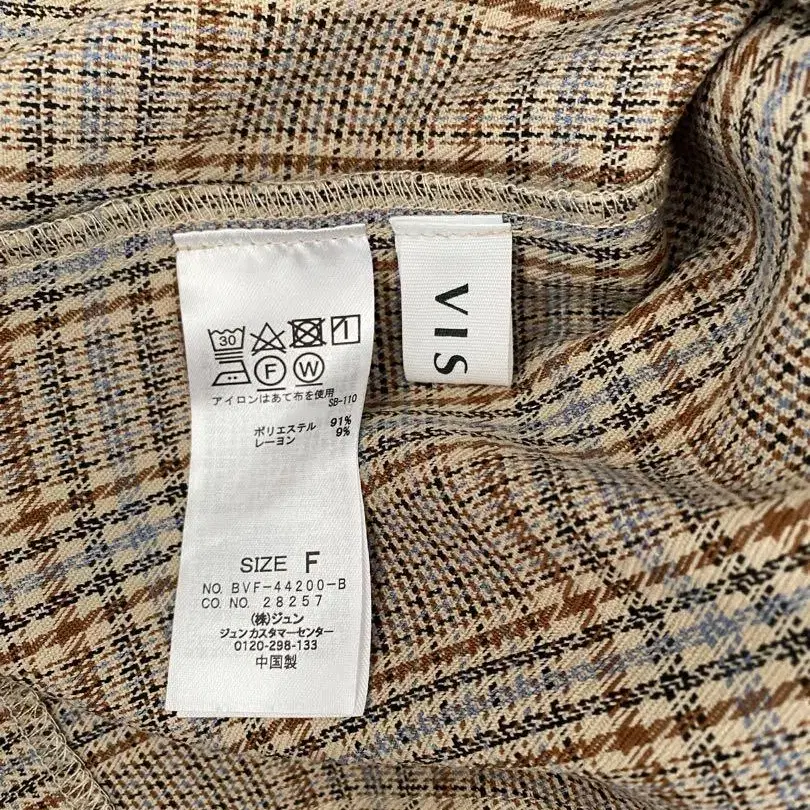 30
F W
アイロンはあて布を使用
SB-110
ポリエステル 91%
レーヨン 9%
SIZE F
NO. BVF-44200-B
CO. NO. 28257
(株)ジュン
ジュンカスタマーセンター
0120-298-133
中国製
VIS